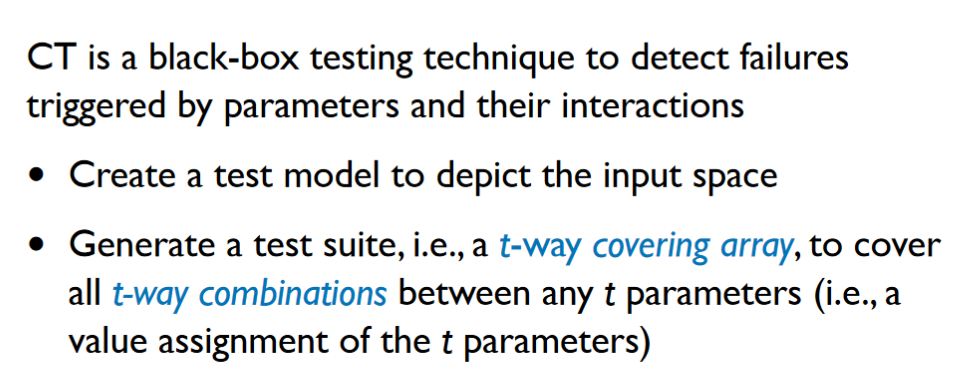 CT is a black-box testing technique to detect failures
triggered by parameters and their interactions
• Create a test model to depict the input space
• Generate a test suite, i.e., a t-way covering array, to cover
all t-way combinations between any t parameters (i.e., a
value assignment of the t parameters)